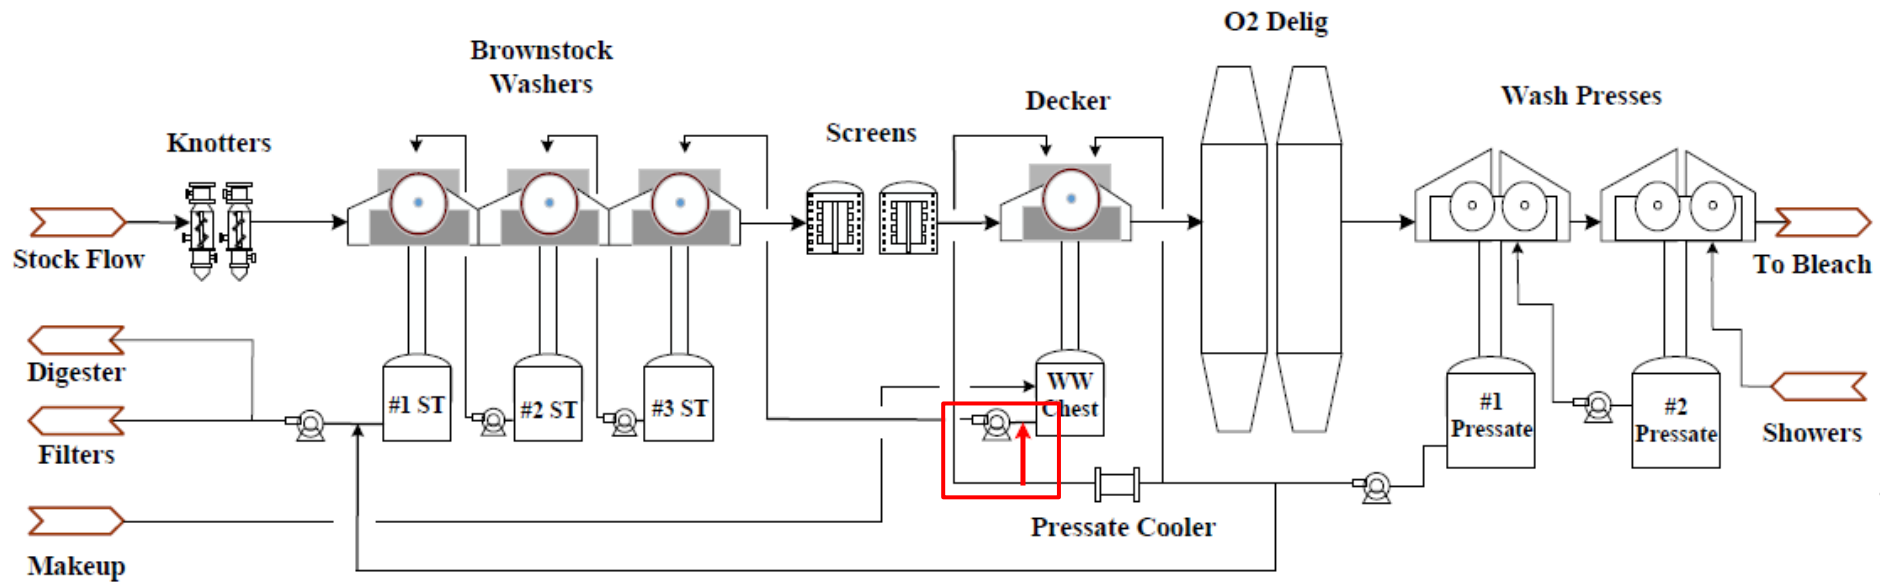 O2 Delig
Brownstock
Washers
Decker
Wash Presses
Screens
Knotters
Stock Flow
To Bleach
Digester
#1 ST
#2 ST
#3 ST
WW
Chest
#1
Pressate
#2
Pressate
Filters
Showers
Pressate Cooler
Makeup